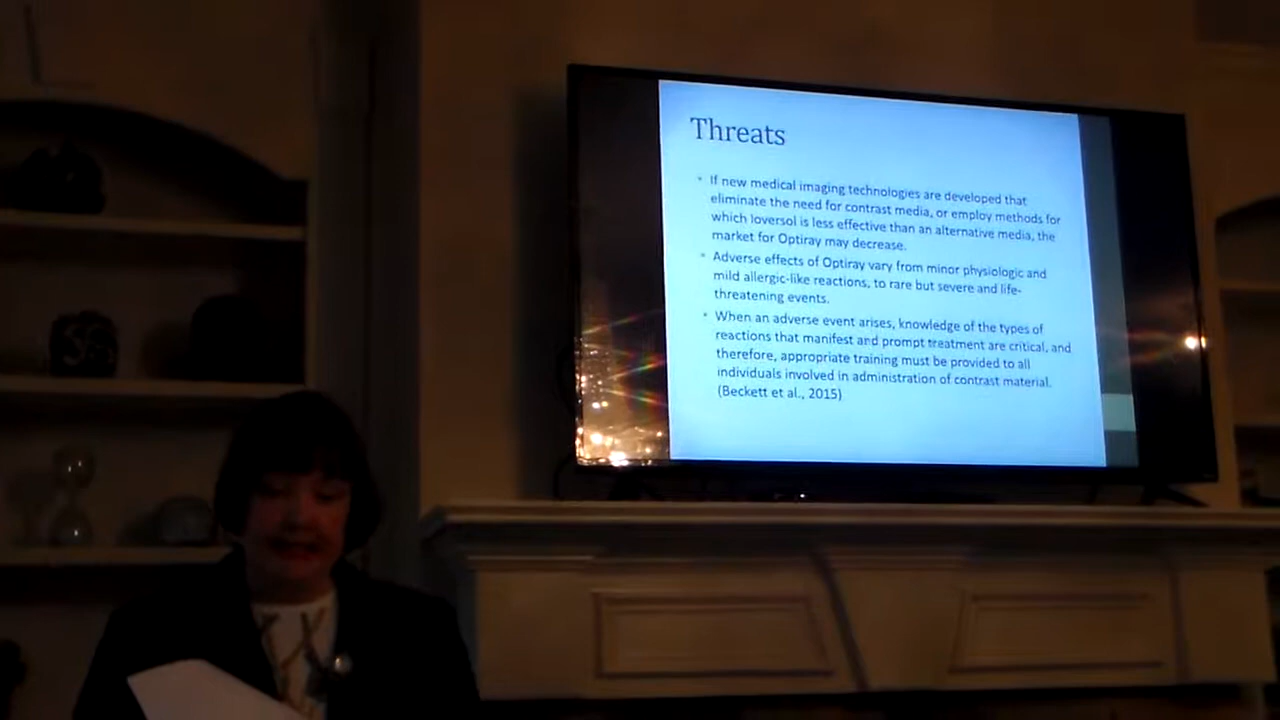 Threats
If new medical imaging technologies are developed that
eliminate the need for contrast media, or employ methods for
which Ioversol is less effective than an alternative media, the
market for Optiray may decrease.
Adverse effects of Optiray vary from minor physiologic and
mild allergic-like reactions, to rare but severe and life-
threatening events.
When an adverse event arises, knowledge of the types of
reactions that manifest and prompt treatment are critical, and
therefore, appropriate training must be provided to all
individuals involved in administration of contrast material.
(Beckett et al., 2015)